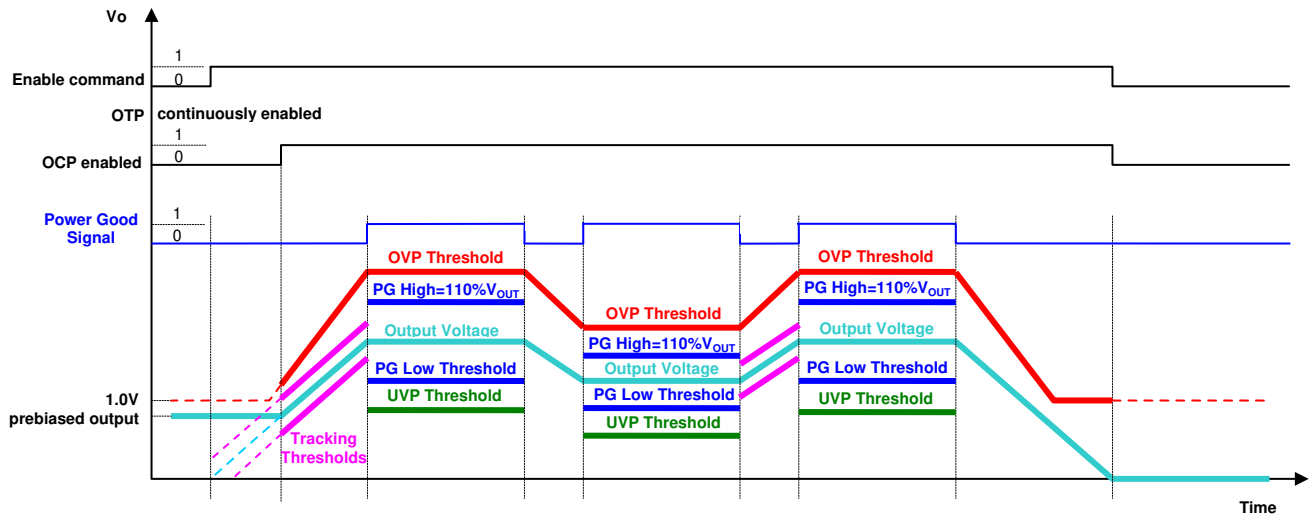 Vo
1
Enable command 0
OTP continuously enabled
1
OCP enabled 0
Power Good
Signal
1
0
OVP Threshold
OVP Threshold
PG High=110%VOUT
PG High=110%VOUT
OVP Threshold
Output Voltage
Output Voltage
PG High=110%VOUT
PG Low Threshold
Output Voltage
PG Low Threshold
1.0V
UVP Threshold
PG Low Threshold
UVP Threshold
prebiased output
UVP Threshold
Tracking
Thresholds
Time